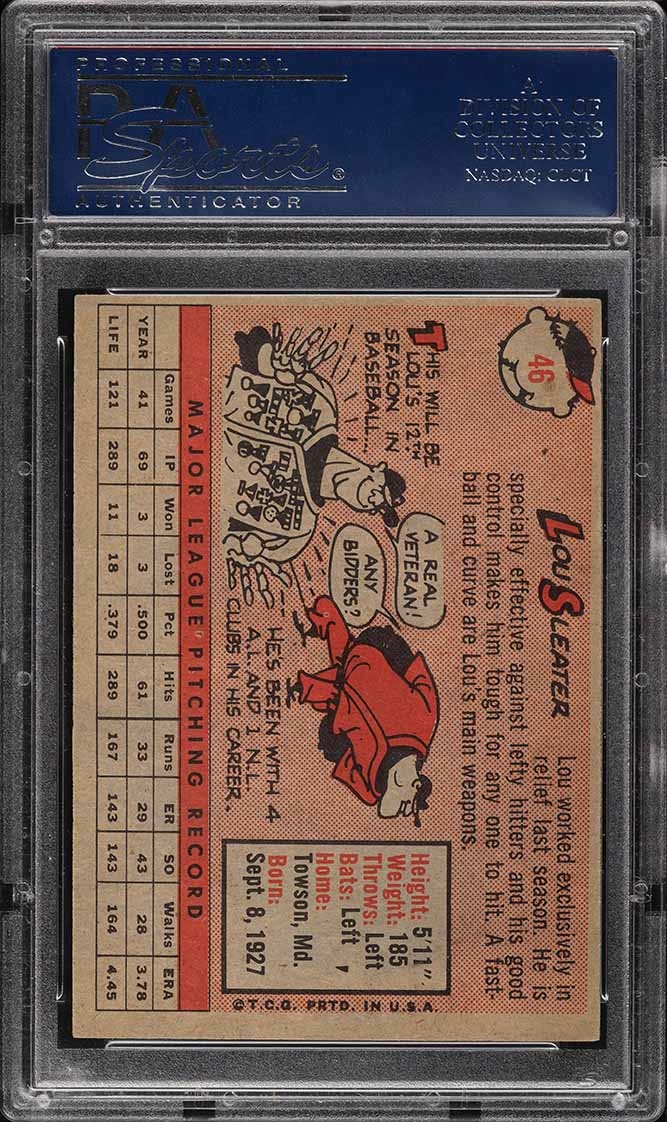 PROFESSIONAL
PSA
Sports®
AUTHENTICATOR
A
DIVISION OF
COLLECTORS
UNIVERSE
NASDAQ: CLCT
46
LOU SLEATER
Lou worked exclusively in
relief last season. He is
specially effective against lefty hitters and his good
control makes him tough for any one to hit. A fast-
ball and curve are Lou's main weapons.
THIS WILL BE
LOU'S 12TH
SEASON IN
BASEBALL...
A REAL
VETERAN!
ANY
BIDDERS?
HE'S BEEN WITH 4
A.L. AND 1 N.L.
CLUBS IN HIS CAREER.
Height: 5'11"
Weight: 185
Throws: Left
Bats: Left
Home:
Towson, Md.
Born:
Sept. 8, 1927
©T.C.G. PRTD. IN U.S.A.
MAJOR LEAGUE PITCHING RECORD
Games IP Won Lost Pct Hits Runs ER SO Walks ERA
YEAR 41 69 3 3 .500 61 33 29 43 28 3.78
LIFE 121 289 11 18 .379 289 167 143 143 164 4.45